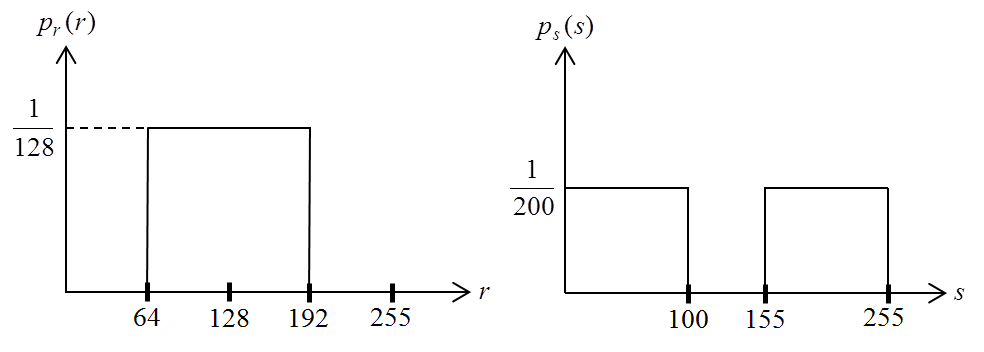 p_r(r)
1
128
64 128 192 255 r
p_s(s)
1
200
100 155 255 s